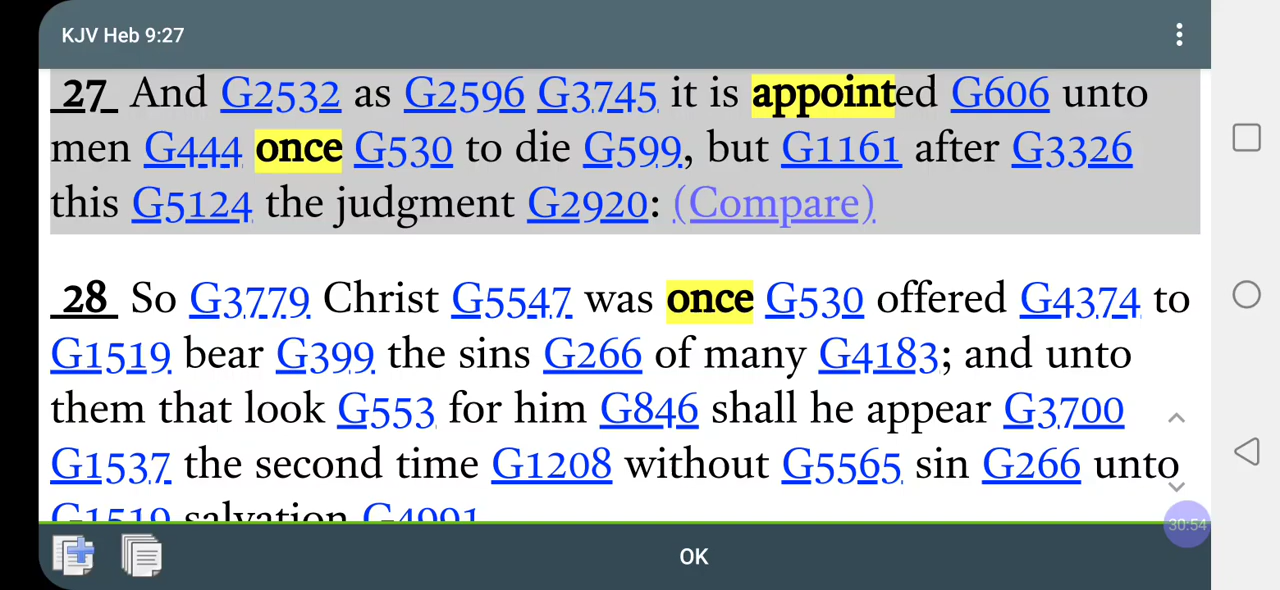 KJV Heb 9:27
27 And G2532 as G2596 G3745 it is appointed G606 unto
men G444 once G530 to die G599, but G1161 after G3326
this G5124 the judgment G2920: (Compare)
28 So G3779 Christ G5547 was once G530 offered G4374 to
G1519 bear G399 the sins G266 of many G4183; and unto
them that look G553 for him G846 shall he appear G3700
G1537 the second time G1208 without G5565 sin G266 unto
G1519 salvation G4991
30:54
OK